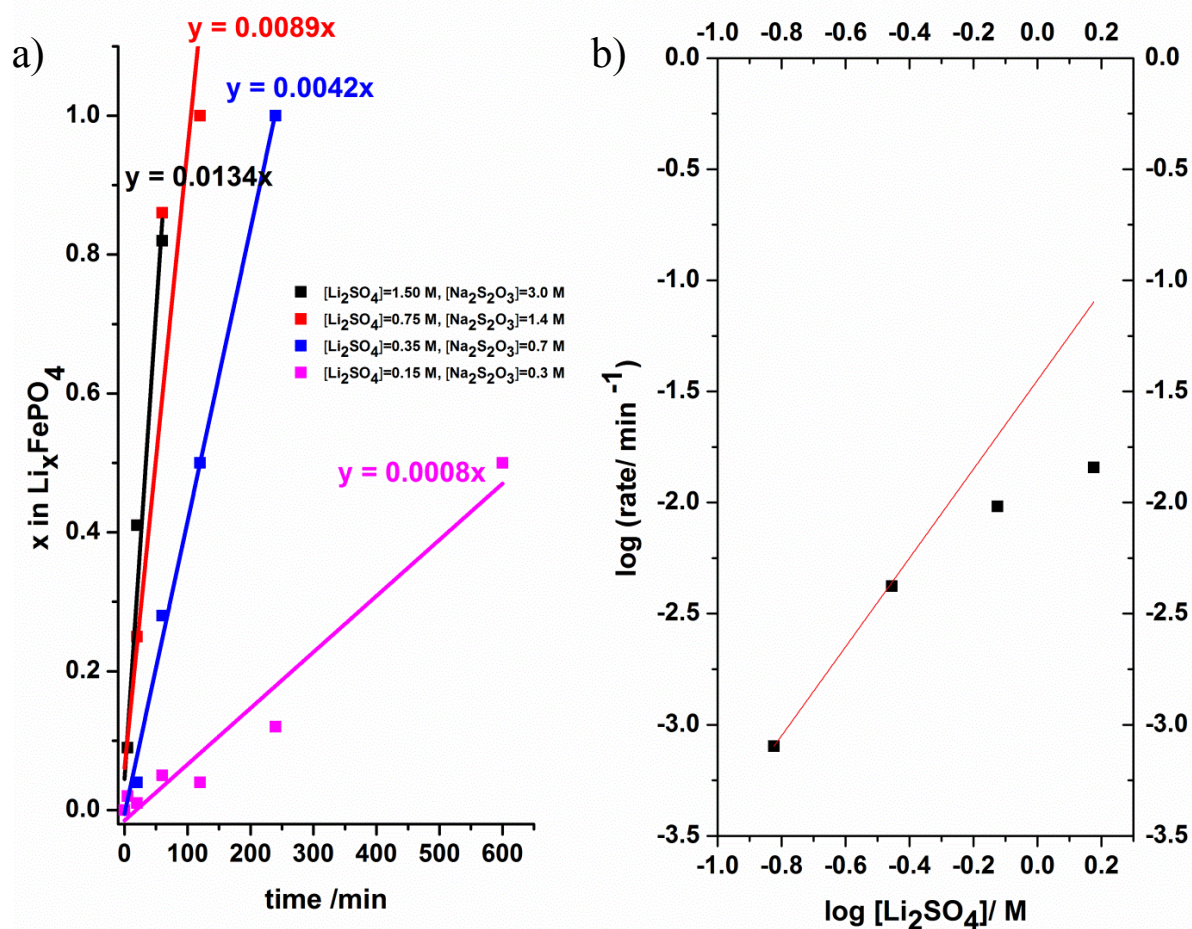 a)
y = 0.0089x
y = 0.0042x
y = 0.0134x
y = 0.0008x
[Li2SO4]=1.50 M, [Na2S2O3]=3.0 M
[Li2SO4]=0.75 M, [Na2S2O3]=1.4 M
[Li2SO4]=0.35 M, [Na2S2O3]=0.7 M
[Li2SO4]=0.15 M, [Na2S2O3]=0.3 M
x in LixFePO4
1.0
0.8
0.6
0.4
0.2
0.0
0 100 200 300 400 500 600
time /min
b)
-1.0 -0.8 -0.6 -0.4 -0.2 0.0 0.2
0.0 0.0
-0.5 -0.5
-1.0 -1.0
-1.5 -1.5
-2.0 -2.0
-2.5 -2.5
-3.0 -3.0
-3.5 -3.5
log (rate/ min -1)
-1.0 -0.8 -0.6 -0.4 -0.2 0.0 0.2
log [Li2SO4]/ M